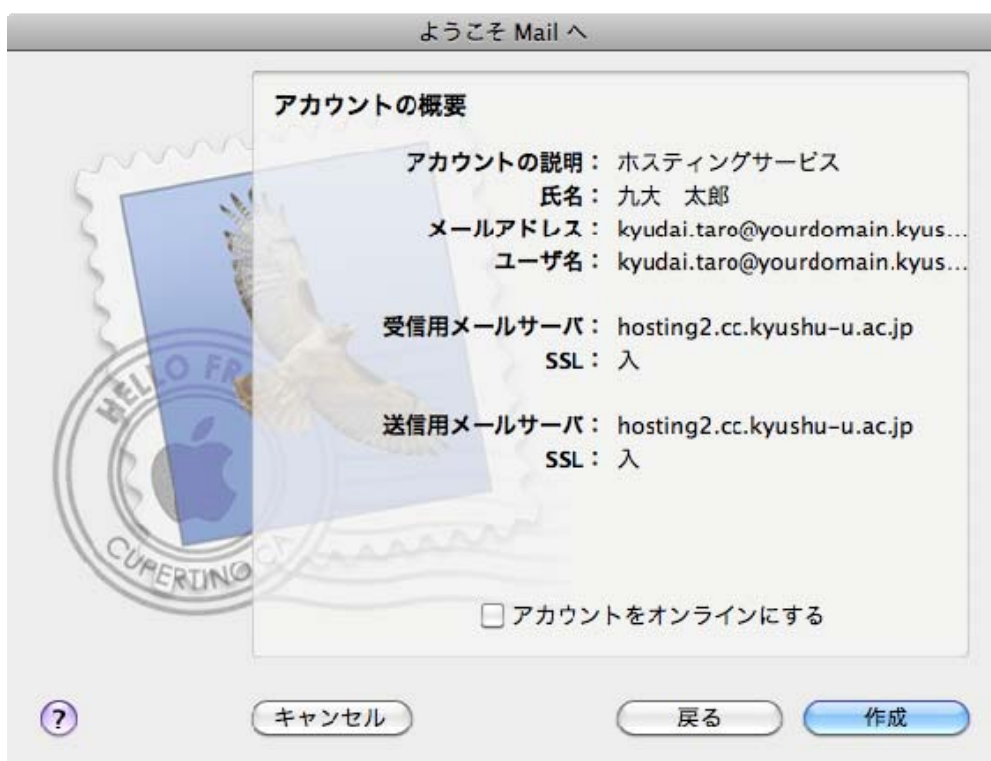 ようこそ Mail へ
アカウントの概要
アカウントの説明： ホスティングサービス
氏名： 九大　太郎
メールアドレス： kyudai.taro@yourdomain.kyus...
ユーザ名： kyudai.taro@yourdomain.kyus...
受信用メールサーバ： hosting2.cc.kyushu-u.ac.jp
SSL： 入
送信用メールサーバ： hosting2.cc.kyushu-u.ac.jp
SSL： 入
HELLO FR
CUPERTINO CA
アカウントをオンラインにする
? キャンセル 戻る 作成